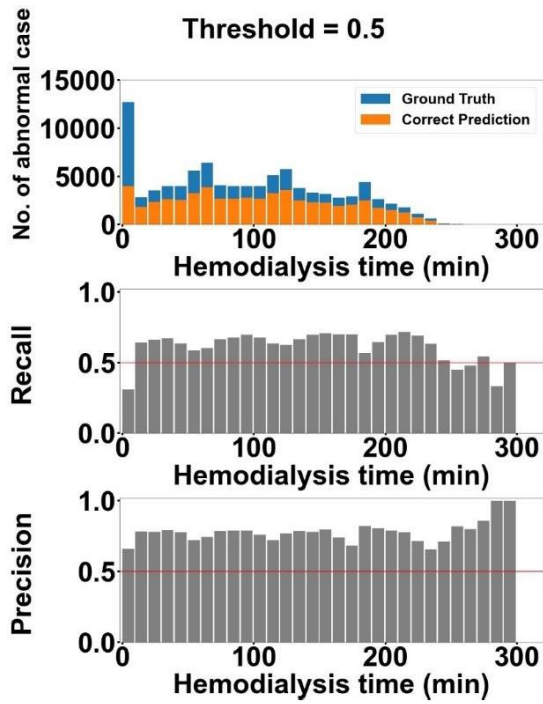 Threshold = 0.5
No. of abnormal case
15000
10000
5000
0
Ground Truth
Correct Prediction
0 100 200 300
Hemodialysis time (min)
Recall
1.0
0.5
0.0
0 100 200 300
Hemodialysis time (min)
Precision
1.0
0.5
0.0
0 100 200 300
Hemodialysis time (min)